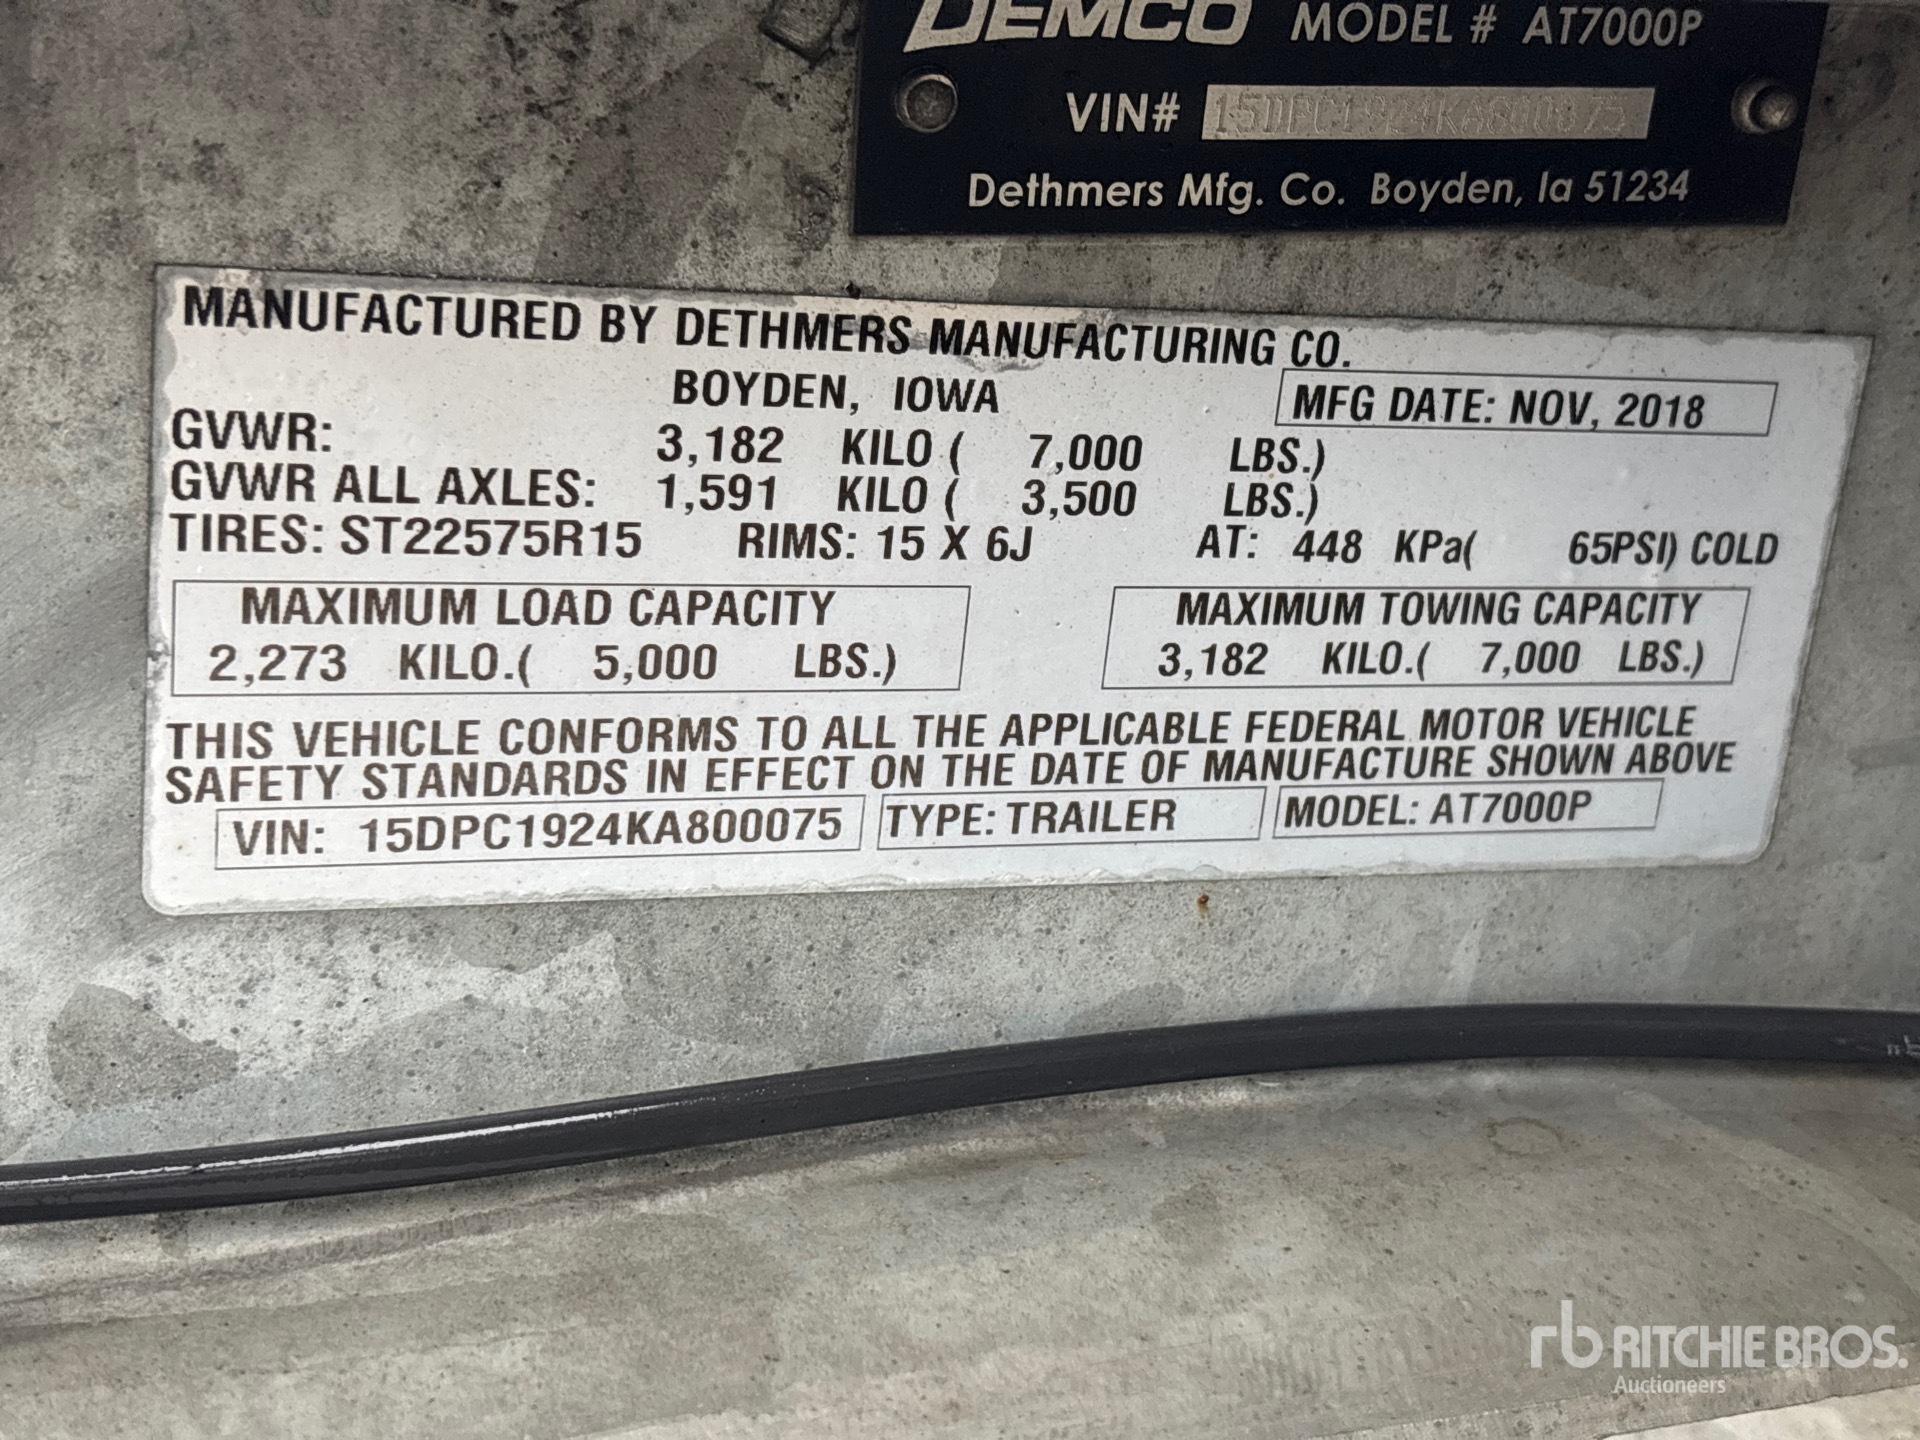 DEMCO MODEL # AT7000P
VIN# 15DPC1924KA800075
Dethmers Mfg. Co. Boyden, Ia 51234
MANUFACTURED BY DETHMERS MANUFACTURING CO.
BOYDEN, IOWA
MFG DATE: NOV, 2018
GVWR: 3,182 KILO ( 7,000 LBS.)
GVWR ALL AXLES: 1,591 KILO ( 3,500 LBS.)
TIRES: ST22575R15 RIMS: 15 X 6J AT: 448 KPa( 65PSI) COLD
MAXIMUM LOAD CAPACITY
2,273 KILO.( 5,000 LBS.)
MAXIMUM TOWING CAPACITY
3,182 KILO.( 7,000 LBS.)
THIS VEHICLE CONFORMS TO ALL THE APPLICABLE FEDERAL MOTOR VEHICLE
SAFETY STANDARDS IN EFFECT ON THE DATE OF MANUFACTURE SHOWN ABOVE
VIN: 15DPC1924KA800075 TYPE: TRAILER MODEL: AT7000P
rb RITCHIE BROS.
Auctioneers